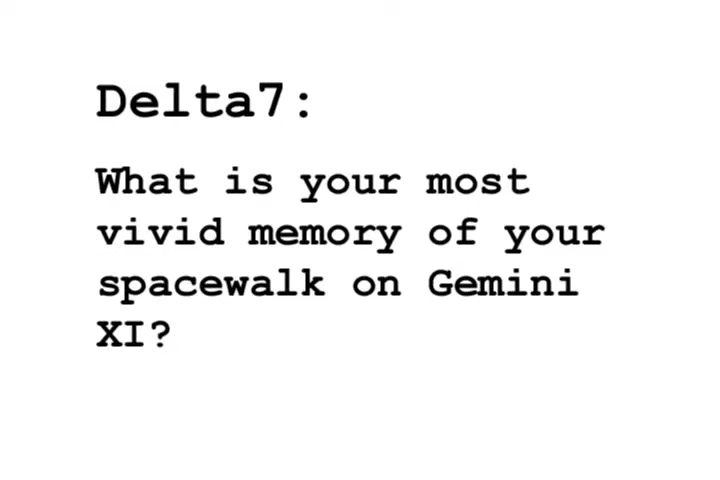 Delta7:
What is your most
vivid memory of your
spacewalk on Gemini
XI?